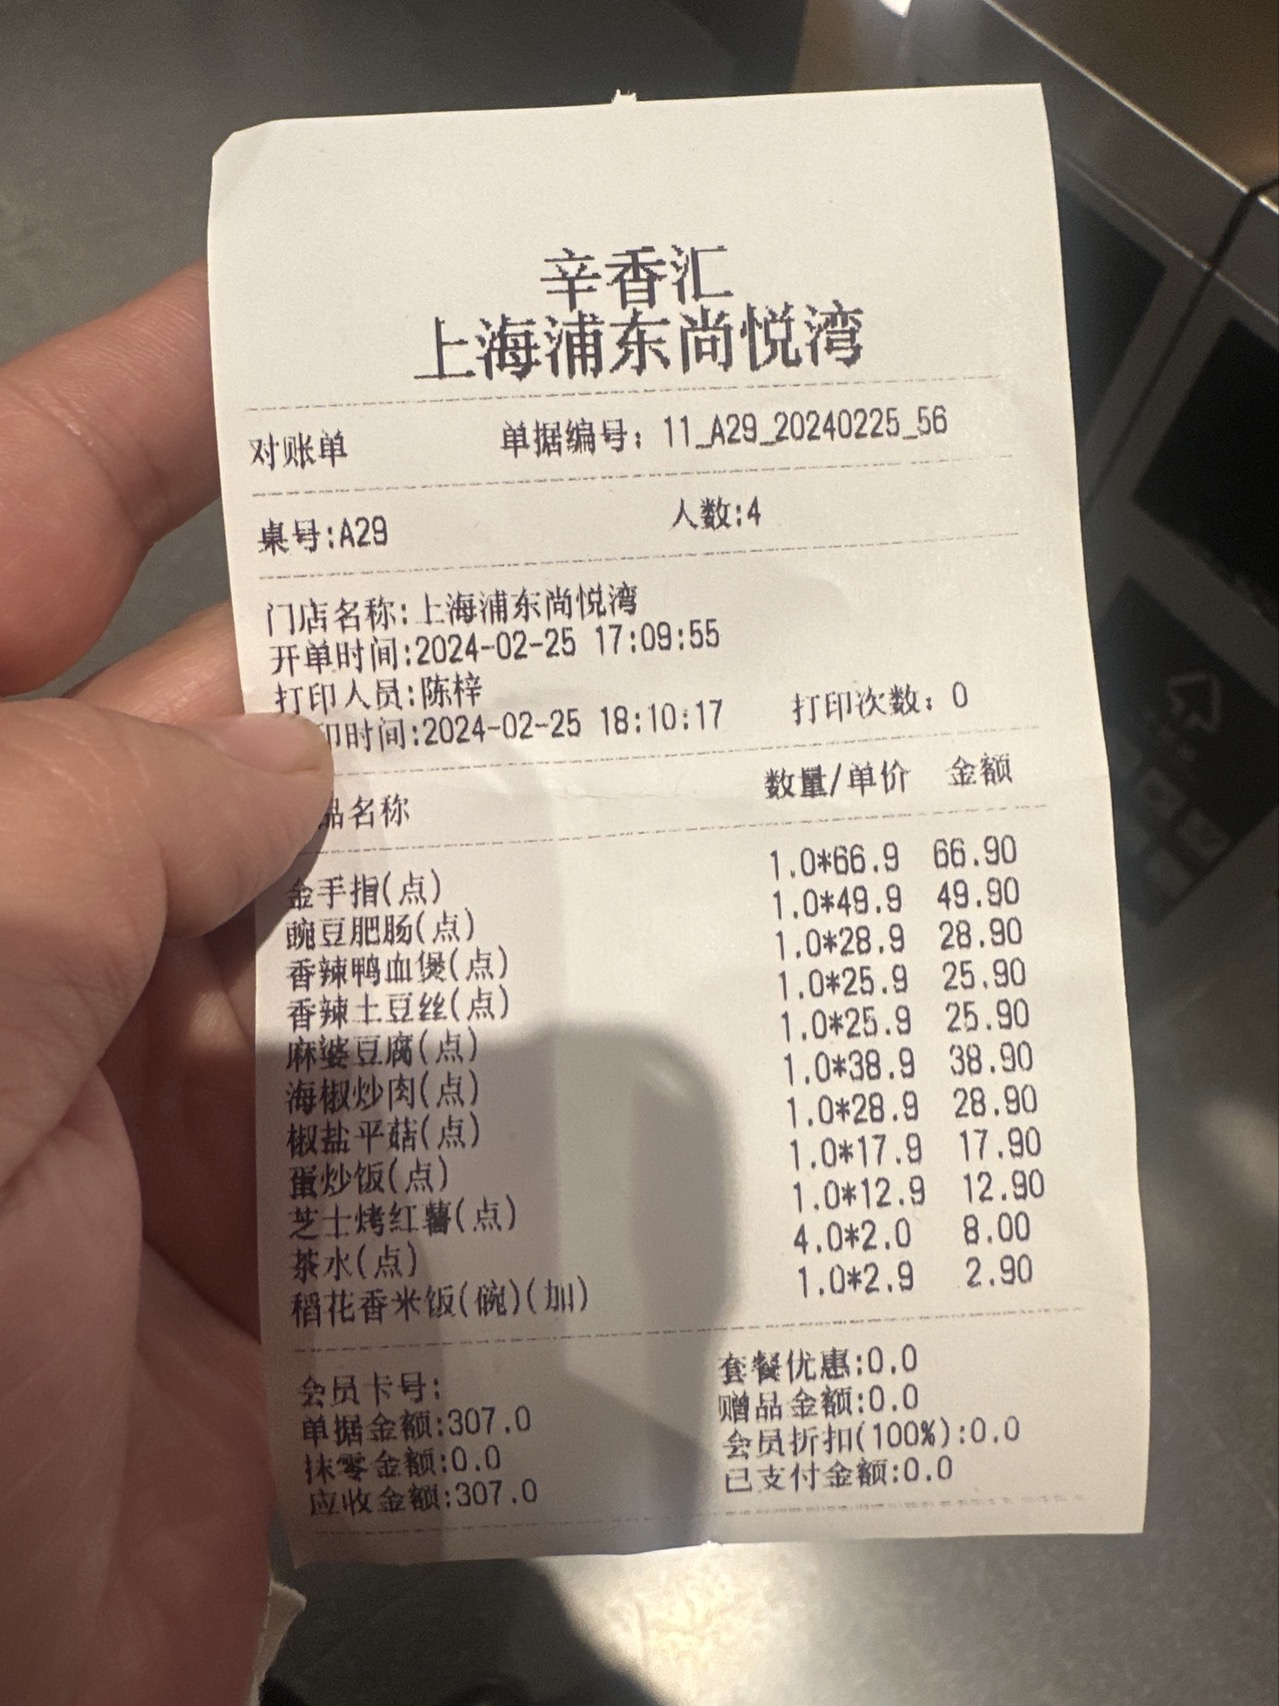 辛香汇
上海浦东尚悦湾
对账单 单据编号：11_A29_20240225_56
桌号:A29 人数:4
门店名称:上海浦东尚悦湾
开单时间:2024-02-25 17:09:55
打印人员:陈梓
印时间:2024-02-25 18:10:17 打印次数：0
品名称 数量/单价 金额
金手指(点) 1.0*66.9 66.90
豌豆肥肠(点) 1.0*49.9 49.90
香辣鸭血煲(点) 1.0*28.9 28.90
香辣土豆丝(点) 1.0*25.9 25.90
麻婆豆腐(点) 1.0*25.9 25.90
海椒炒肉(点) 1.0*38.9 38.90
椒盐平菇(点) 1.0*28.9 28.90
蛋炒饭(点) 1.0*17.9 17.90
芝士烤红薯(点) 1.0*12.9 12.90
茶水(点) 4.0*2.0 8.00
稻花香米饭(碗)(加) 1.0*2.9 2.90
会员卡号: 套餐优惠:0.0
单据金额:307.0 赠品金额:0.0
抹零金额:0.0 会员折扣(100%):0.0
应收金额:307.0 已支付金额:0.0